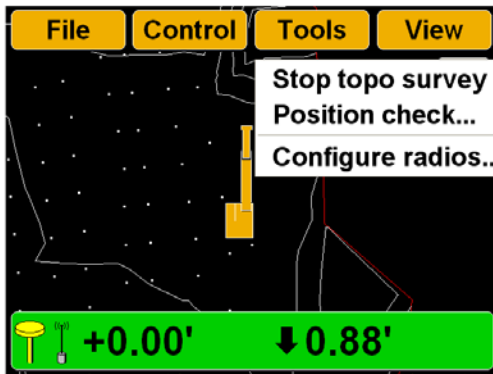 File Control Tools View
Stop topo survey
Position check...
Configure radios..
+0.00' 0.88'